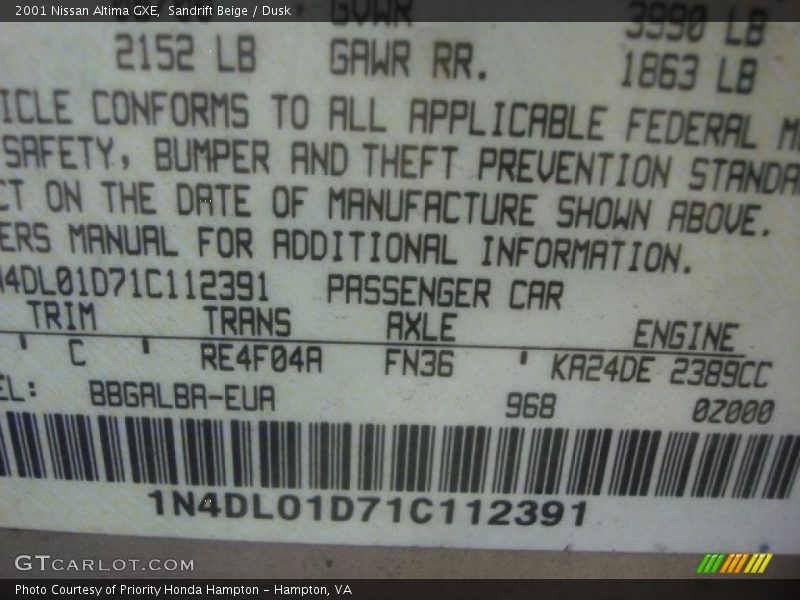 2001 Nissan Altima GXE, Sandrift Beige / Dusk
GVWR 3990 LB
2152 LB GAWR RR. 1863 LB
ICLE CONFORMS TO ALL APPLICABLE FEDERAL M
SAFETY, BUMPER AND THEFT PREVENTION STANDA
CT ON THE DATE OF MANUFACTURE SHOWN ABOVE.
ERS MANUAL FOR ADDITIONAL INFORMATION.
N4DL01D71C112391 PASSENGER CAR
TRIM TRANS AXLE ENGINE
C RE4F04A FN36 KA24DE 2389CC
EL: BBGALBA-EUA 968 0Z000
1N4DL01D71C112391
GTCARLOT.COM
Photo Courtesy of Priority Honda Hampton - Hampton, VA